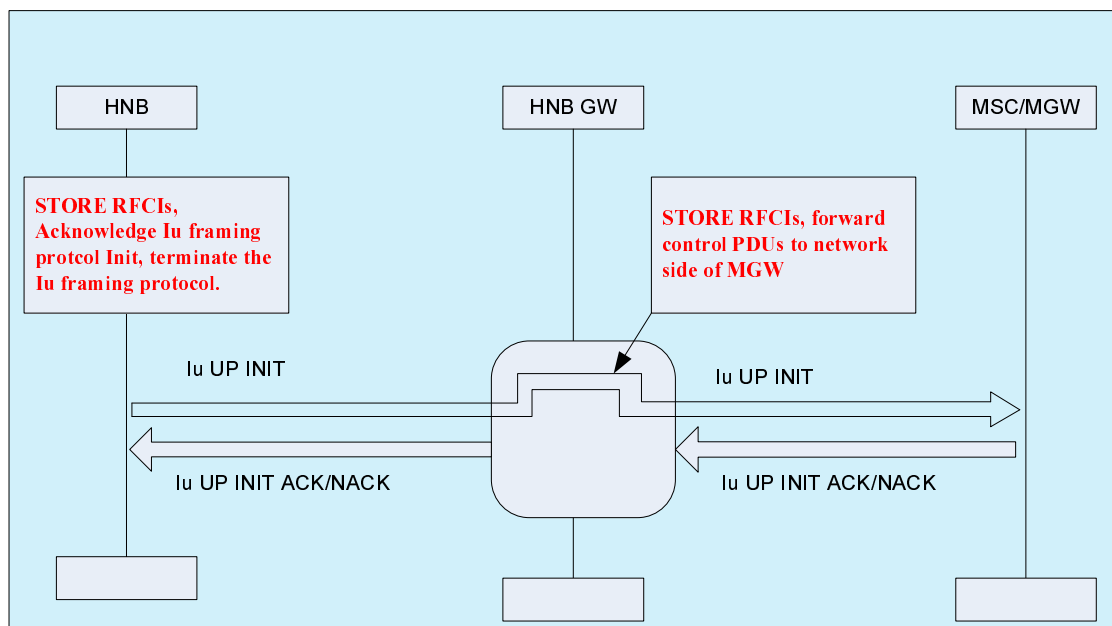 HNB
HNB GW
MSC/MGW
STORE RFCIs,
Acknowledge Iu framing
protcol Init, terminate the
Iu framing protocol.
STORE RFCIs, forward
control PDUs to network
side of MGW
Iu UP INIT
Iu UP INIT
Iu UP INIT ACK/NACK
Iu UP INIT ACK/NACK